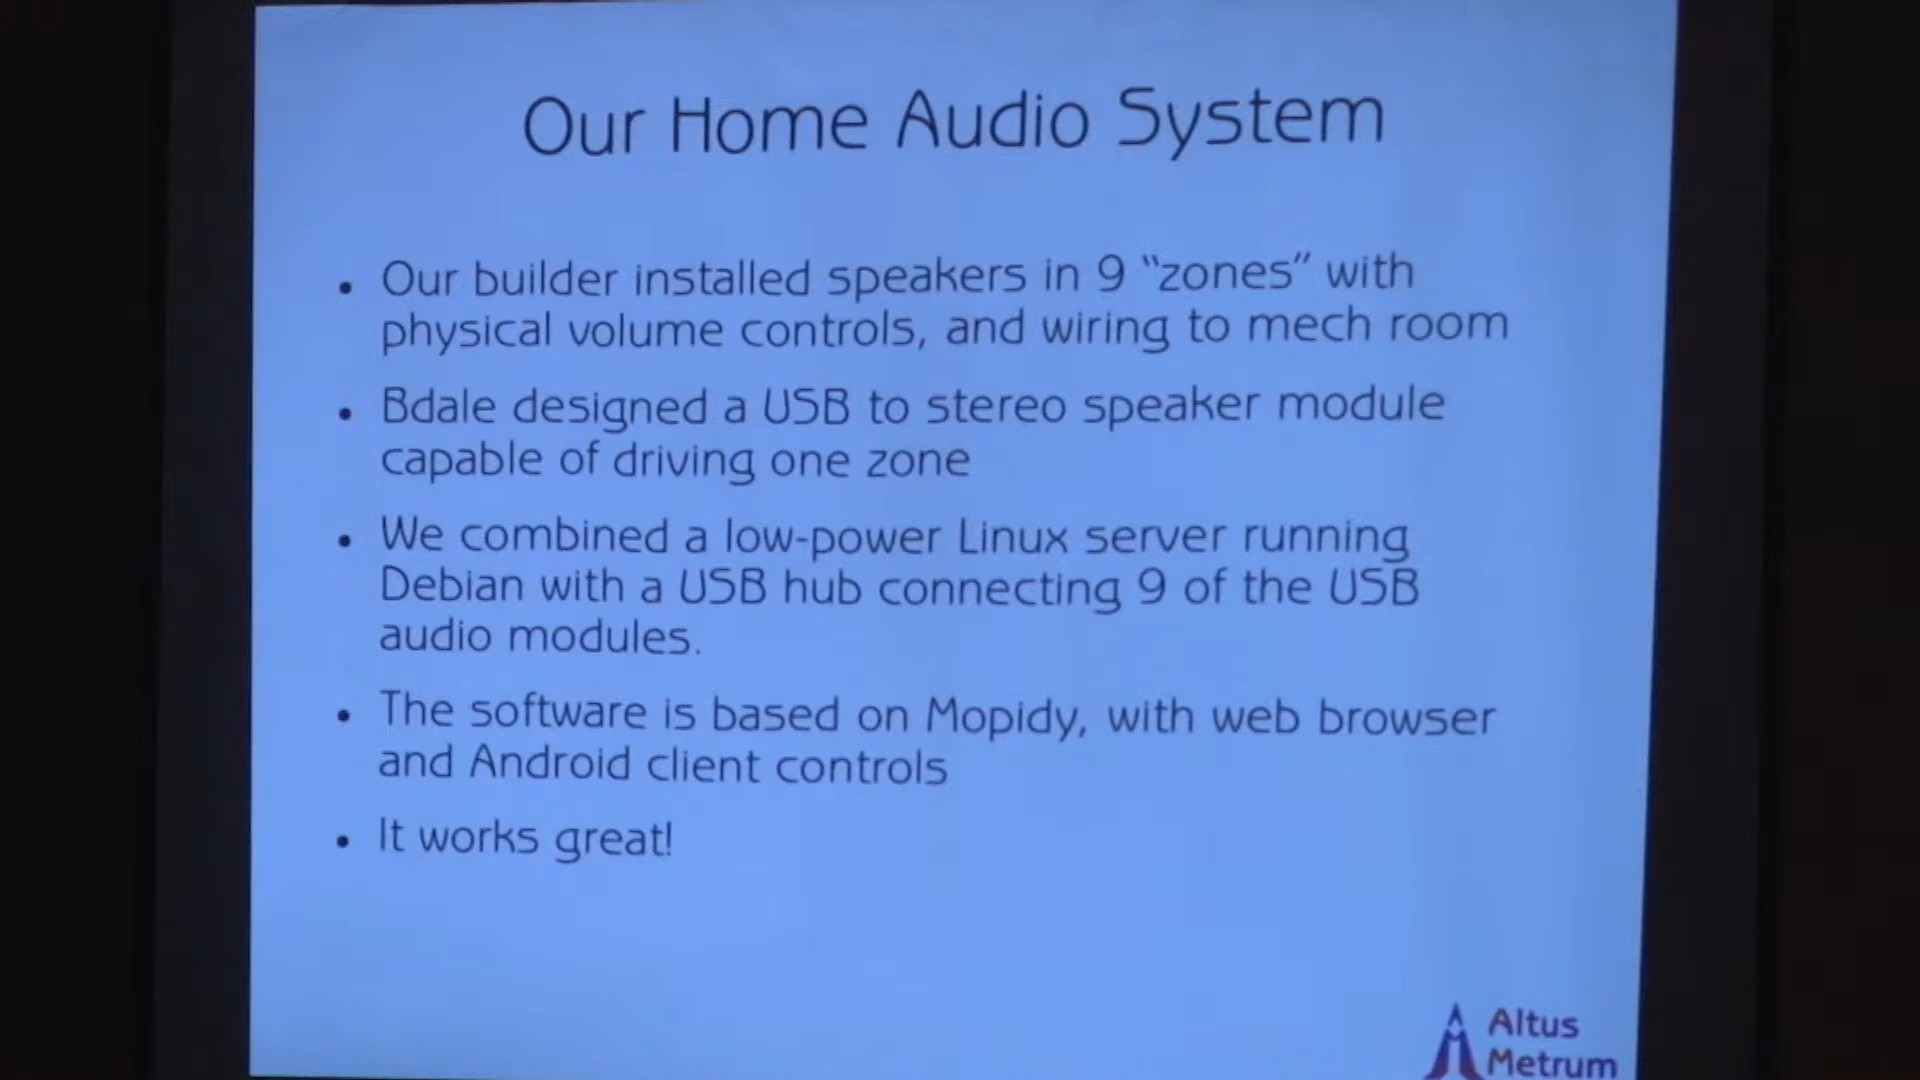 Our Home Audio System
• Our builder installed speakers in 9 “zones” with
physical volume controls, and wiring to mech room
• Bdale designed a USB to stereo speaker module
capable of driving one zone
• We combined a low-power Linux server running
Debian with a USB hub connecting 9 of the USB
audio modules.
• The software is based on Mopidy, with web browser
and Android client controls
• It works great!
Altus
Metrum